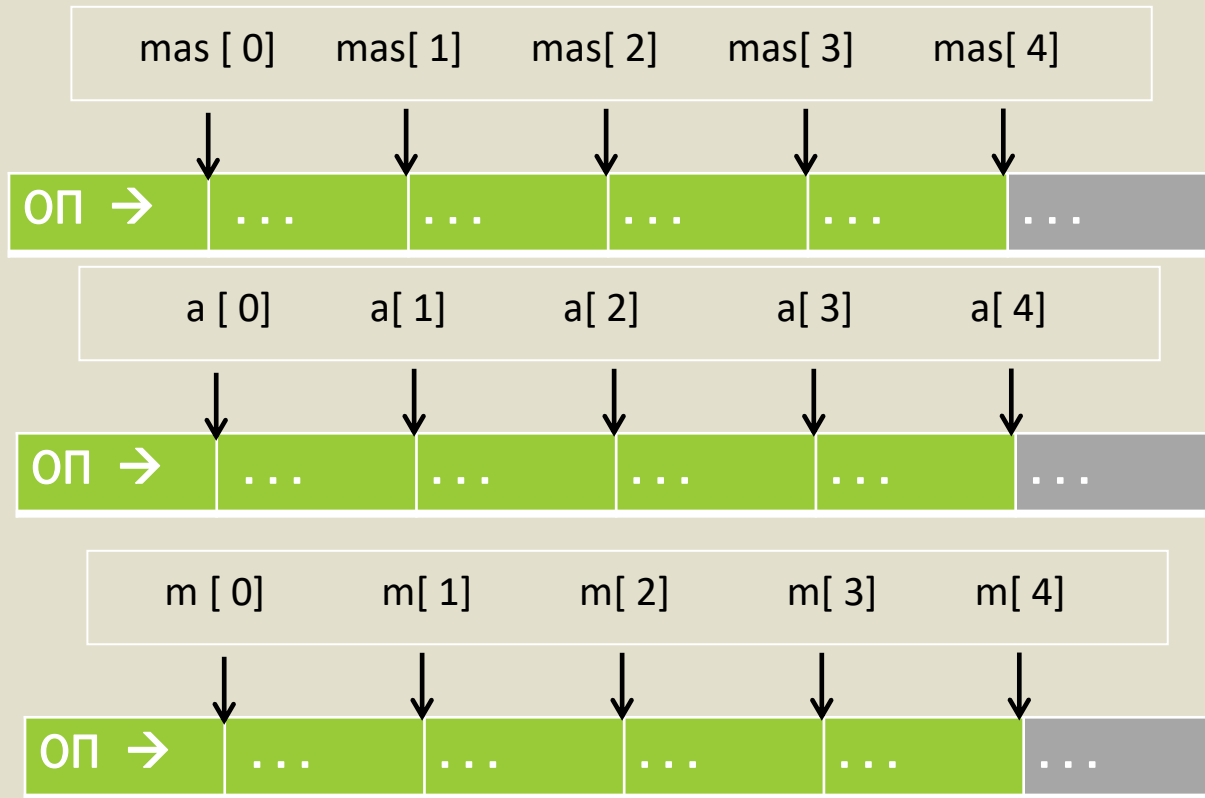 mas [ 0] mas[ 1] mas[ 2] mas[ 3] mas[ 4]
ОП → ... ... ... ... ...
a [ 0] a[ 1] a[ 2] a[ 3] a[ 4]
ОП → ... ... ... ... ...
m [ 0] m[ 1] m[ 2] m[ 3] m[ 4]
ОП → ... ... ... ... ...